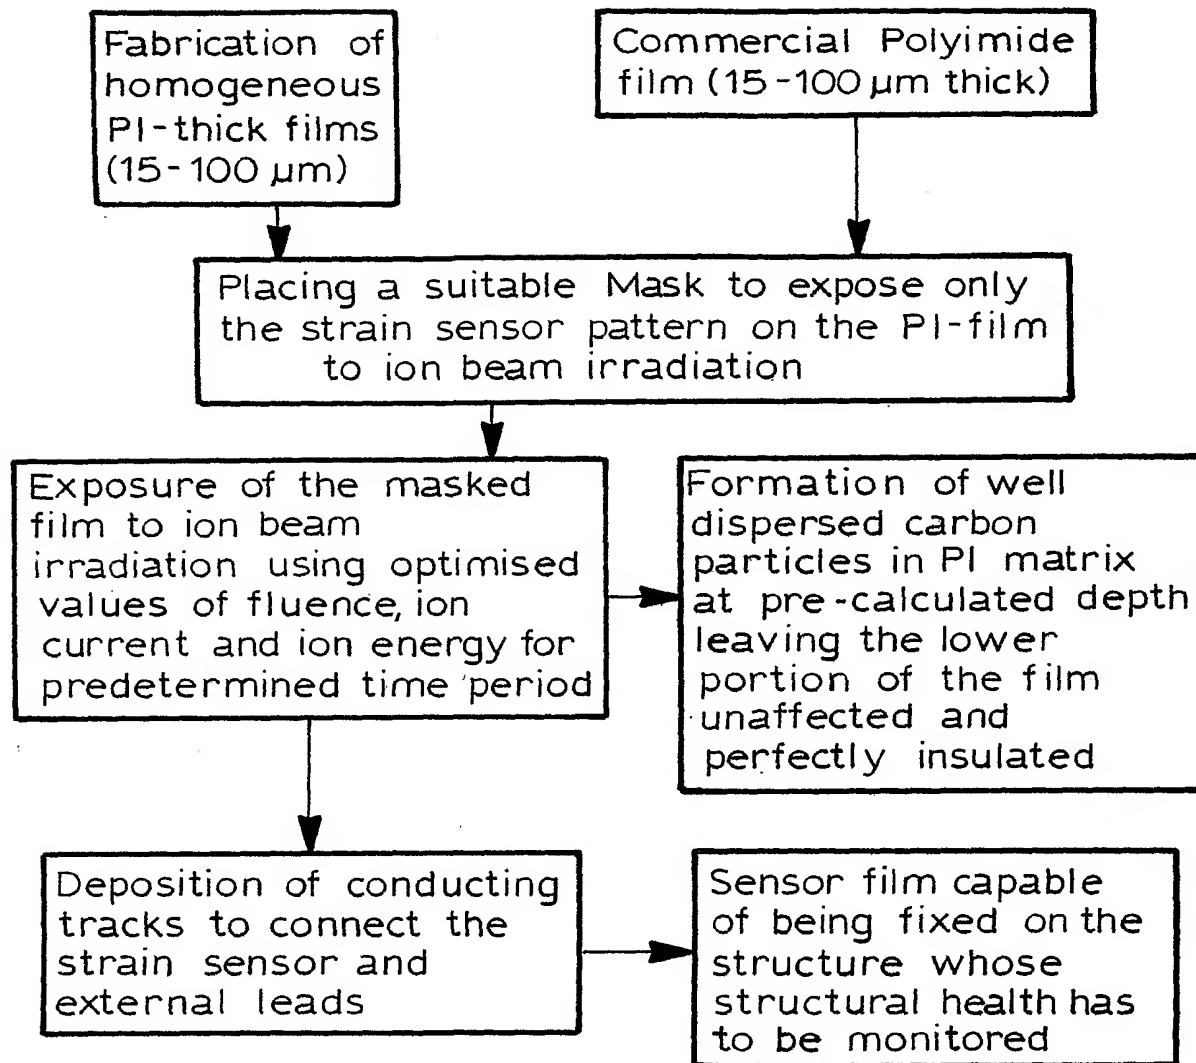 Fabrication of
homogeneous
PI-thick films
(15-100 µm)
Commercial Polyimide
film (15-100 µm thick)
Placing a suitable Mask to expose only
the strain sensor pattern on the PI-film
to ion beam irradiation
Exposure of the masked
film to ion beam
irradiation using optimised
values of fluence, ion
current and ion energy for
predetermined time period
Formation of well
dispersed carbon
particles in PI matrix
at pre-calculated depth
leaving the lower
portion of the film
unaffected and
perfectly insulated
Deposition of conducting
tracks to connect the
strain sensor and
external leads
Sensor film capable
of being fixed on the
structure whose
structural health has
to be monitored